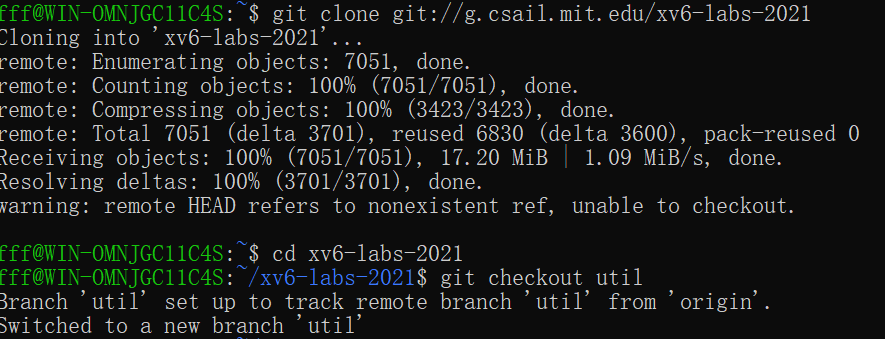 fff@WIN-OMNJGC11C4S:~$ git clone git://g.csail.mit.edu/xv6-labs-2021
Cloning into 'xv6-labs-2021'...
remote: Enumerating objects: 7051, done.
remote: Counting objects: 100% (7051/7051), done.
remote: Compressing objects: 100% (3423/3423), done.
remote: Total 7051 (delta 3701), reused 6830 (delta 3600), pack-reused 0
Receiving objects: 100% (7051/7051), 17.20 MiB | 1.09 MiB/s, done.
Resolving deltas: 100% (3701/3701), done.
warning: remote HEAD refers to nonexistent ref, unable to checkout.
fff@WIN-OMNJGC11C4S:~$ cd xv6-labs-2021
fff@WIN-OMNJGC11C4S:~/xv6-labs-2021$ git checkout util
Branch 'util' set up to track remote branch 'util' from 'origin'.
Switched to a new branch 'util'